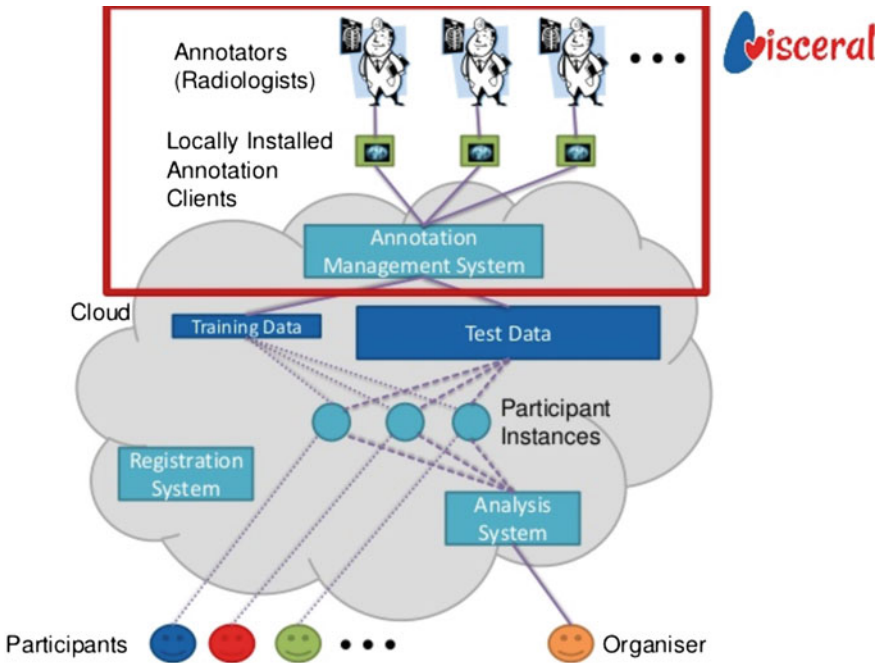 Annotators
(Radiologists)
visceral
Locally Installed
Annotation
Clients
Annotation
Management System
Cloud
Training Data
Test Data
Participant
Instances
Registration
System
Analysis
System
Participants
Organiser